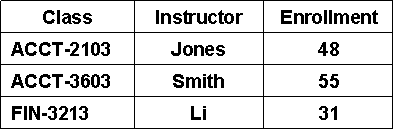 Class Instructor Enrollment
ACCT-2103 Jones 48
ACCT-3603 Smith 55
FIN-3213 Li 31